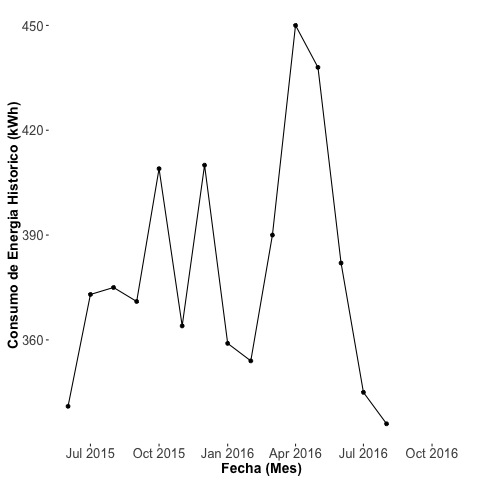 Consumo de Energia Historico (kWh)
450
420
390
360
Jul 2015 Oct 2015 Jan 2016 Apr 2016 Jul 2016 Oct 2016
Fecha (Mes)